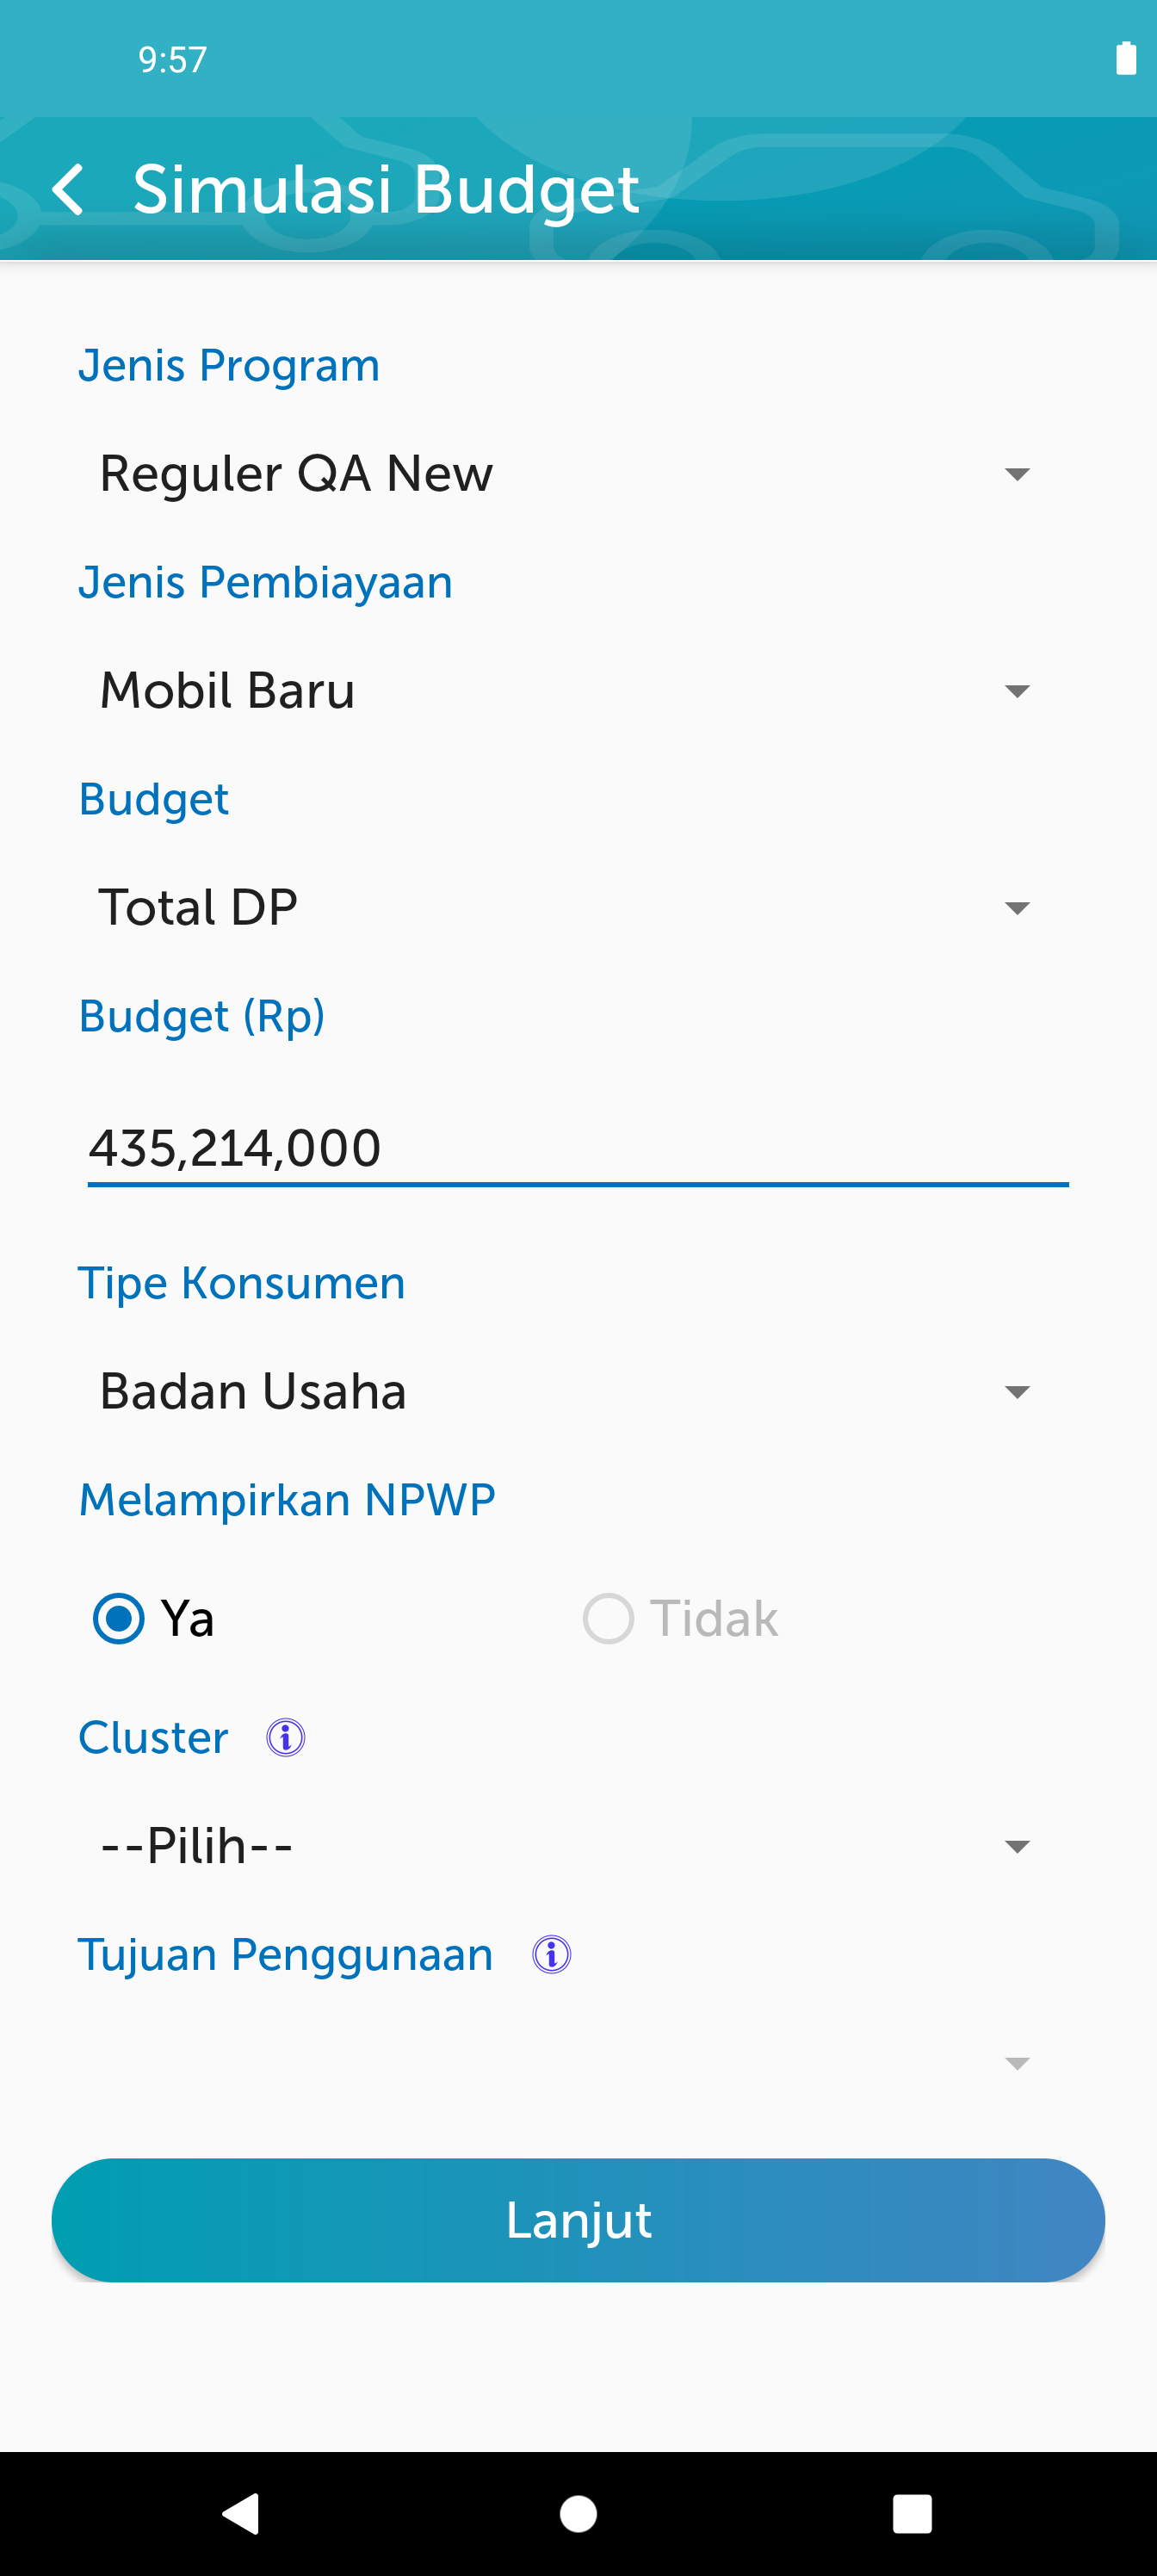 9:57
Simulasi Budget
Jenis Program
Reguler QA New
Jenis Pembiayaan
Mobil Baru
Budget
Total DP
Budget (Rp)
435,214,000
Tipe Konsumen
Badan Usaha
Melampirkan NPWP
Ya Tidak
Cluster
--Pilih--
Tujuan Penggunaan
Lanjut